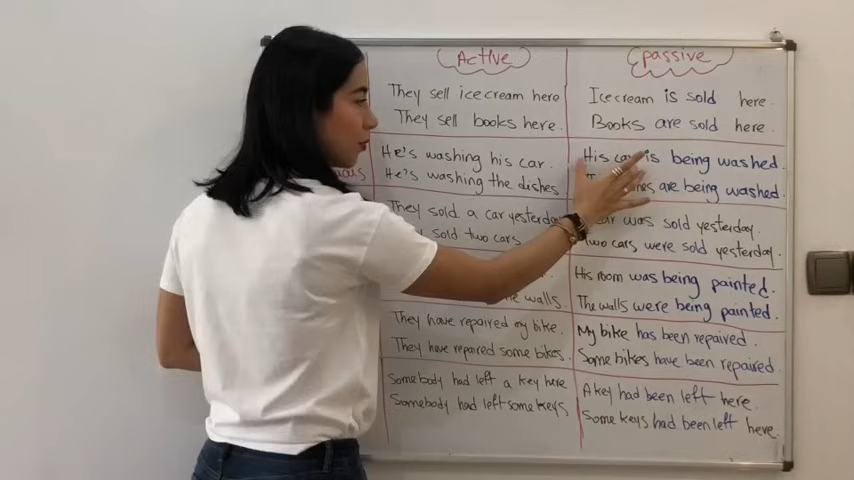 Active
Passive
They sell icecream here
Icecream is sold here.
They sell books here.
Books are sold here.
He's washing his car.
His car is being washed.
He's washing the dishes
are being washed.
They sold a car yesterday
car was sold yesterday.
sold two cars
Two cars were sold yesterday.
His room was being painted.
the walls.
The walls were being painted.
They have repaired my bike.
My bike has been repaired.
They have repaired some bikes.
Some bikes have been repaired
Somebody had left a key here
A key had been left here.
Somebody had left some keys
Some keys had been left here.